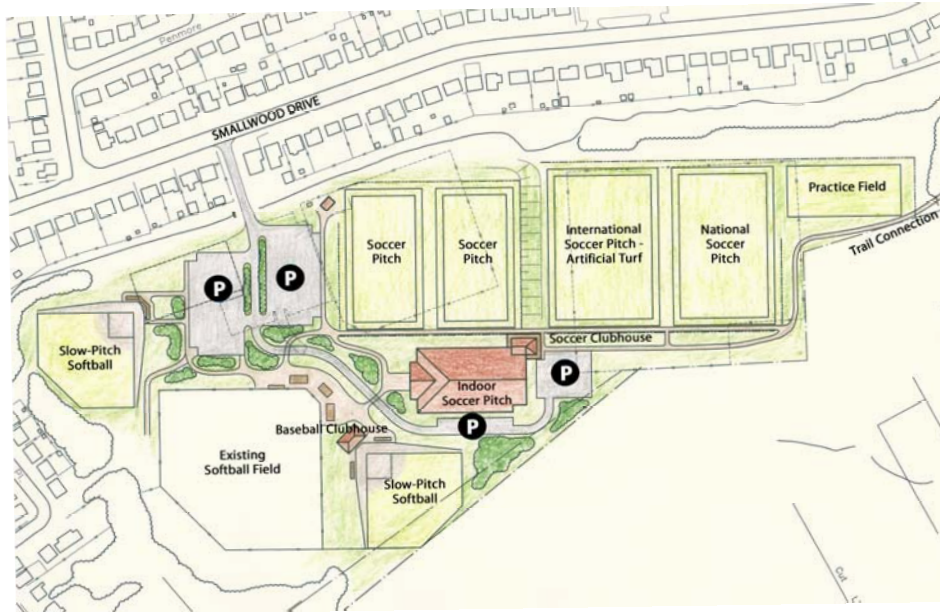 Penmore
SMALLWOOD DRIVE
Practice Field
Soccer
Pitch
Soccer
Pitch
International
Soccer Pitch -
Artificial Turf
National
Soccer
Pitch
Trail Connection
P
P
Slow-Pitch
Softball
Soccer Clubhouse
P
Indoor
Soccer Pitch
P
Baseball Clubhouse
Existing
Softball Field
Slow-Pitch
Softball
Cut